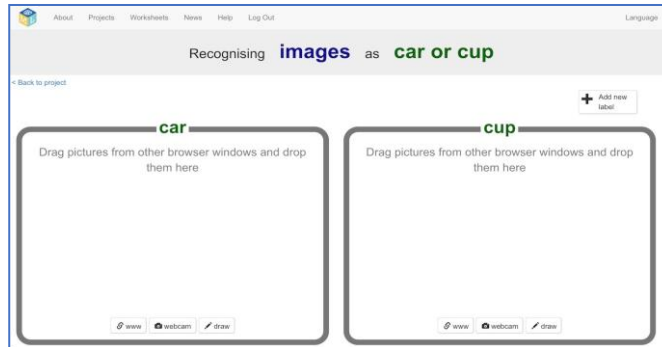 About Projects Worksheets News Help Log Out Language
Recognising images as car or cup
< Back to project
Add new
label
car
Drag pictures from other browser windows and drop
them here
www webcam draw
cup
Drag pictures from other browser windows and drop
them here
www webcam draw